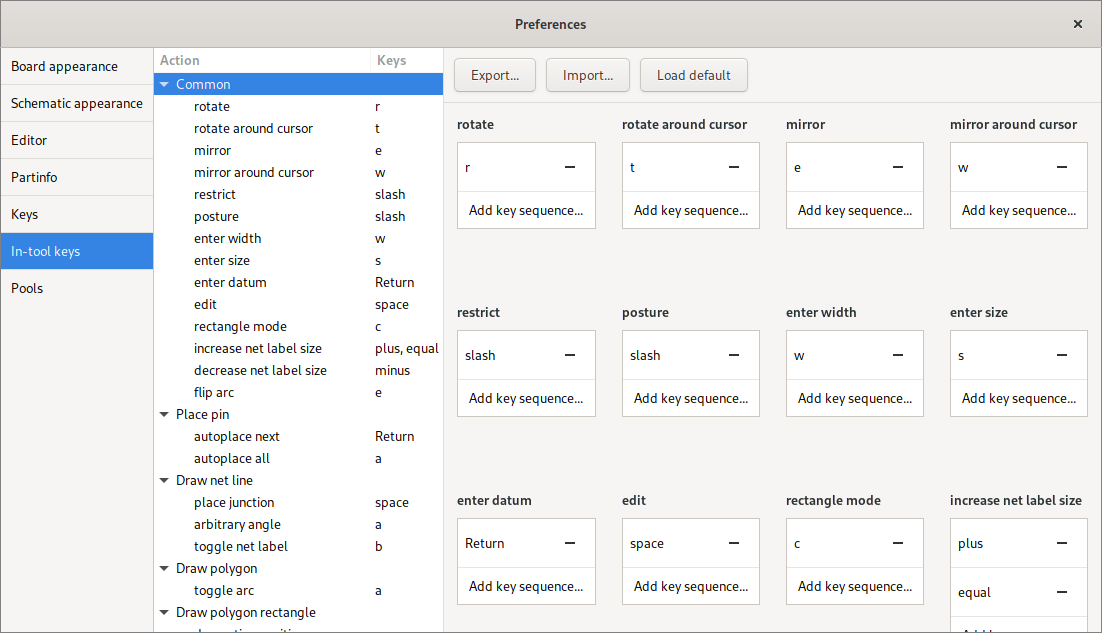 Preferences
Board appearance
Schematic appearance
Editor
Partinfo
Keys
In-tool keys
Pools
Action Keys
Common
rotate r
rotate around cursor t
mirror e
mirror around cursor w
restrict slash
posture slash
enter width w
enter size s
enter datum Return
edit space
rectangle mode c
increase net label size plus, equal
decrease net label size minus
flip arc e
Place pin
autoplace next Return
autoplace all a
Draw net line
place junction space
arbitrary angle a
toggle net label b
Draw polygon
toggle arc a
Draw polygon rectangle
Export... Import... Load default
rotate rotate around cursor mirror mirror around cursor
r t e w
Add key sequence... Add key sequence... Add key sequence... Add key sequence...
restrict posture enter width enter size
slash slash w s
Add key sequence... Add key sequence... Add key sequence... Add key sequence...
enter datum edit rectangle mode increase net label size
Return space c plus
Add key sequence... Add key sequence... Add key sequence... equal